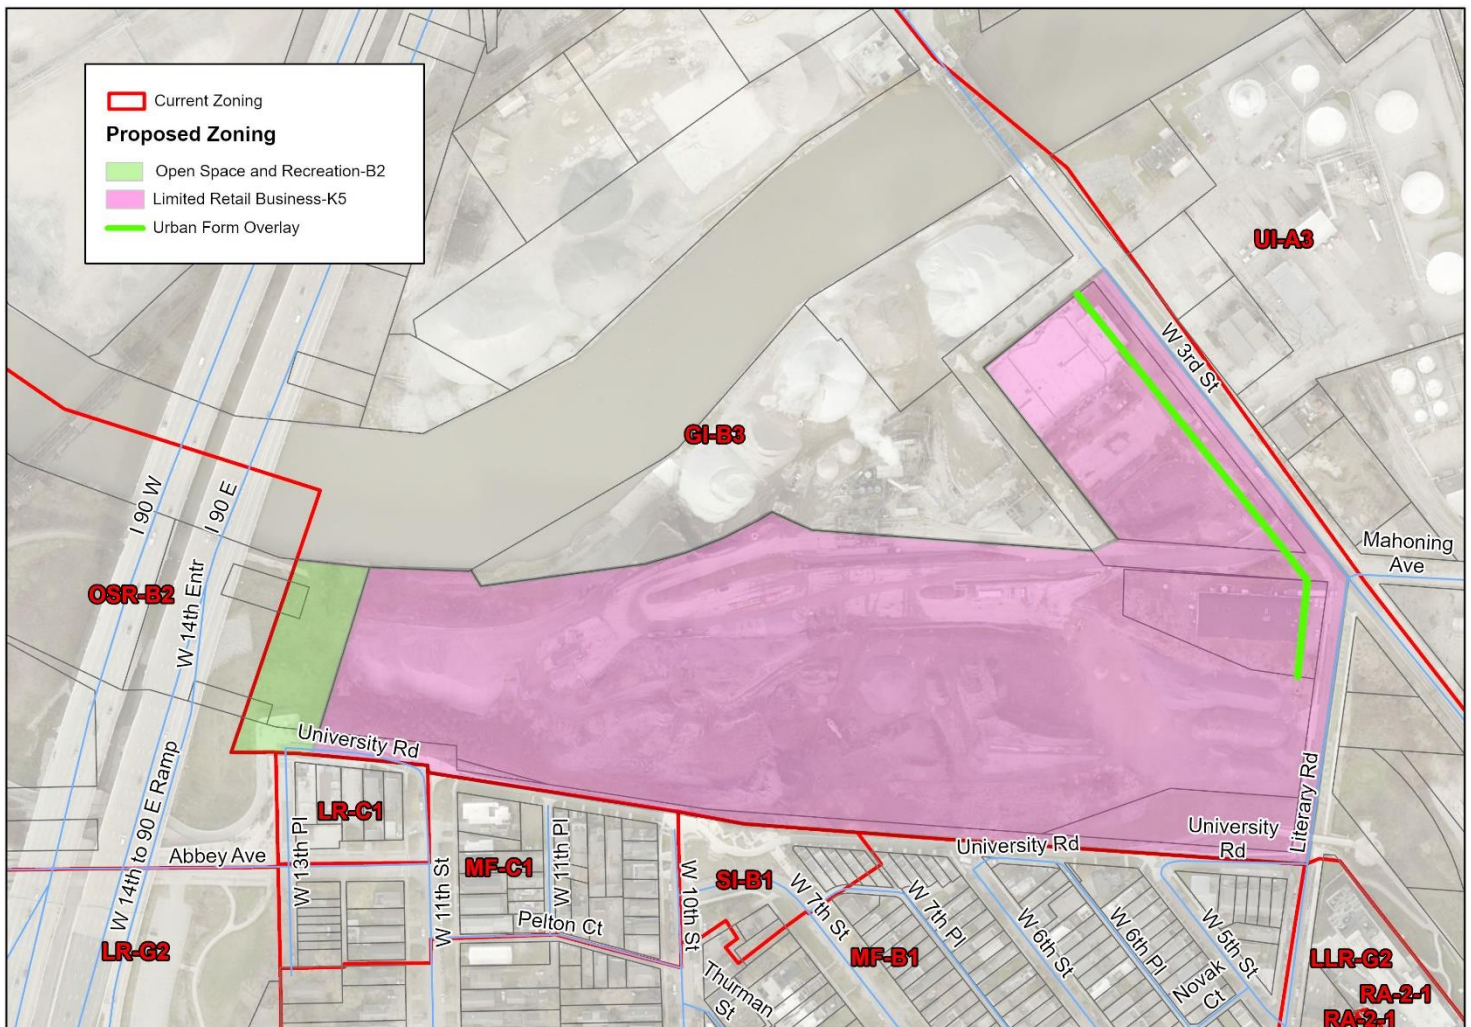 Current Zoning
Proposed Zoning
Open Space and Recreation-B2
Limited Retail Business-K5
Urban Form Overlay
UI-A3
W 3rd St
GI-B3
I 90 W
I 90 E
Mahoning
Ave
OSR-B2
W 14th Entr
University Rd
W 14th to 90 E Ramp
LR-C1
Literary Rd
University
Rd
University Rd
Abbey Ave
W 13th Pl
W 11th St
MF-C1
W 11th Pl
W 10th St
SI-B1
W 7th St
W 7th Pl
Pelton Ct
W 6th St
W 6th Pl
W 5th St
LR-G2
MF-B1
Novak
Ct
LLR-G2
Thurman
St
RA-2-1
RA-2-1